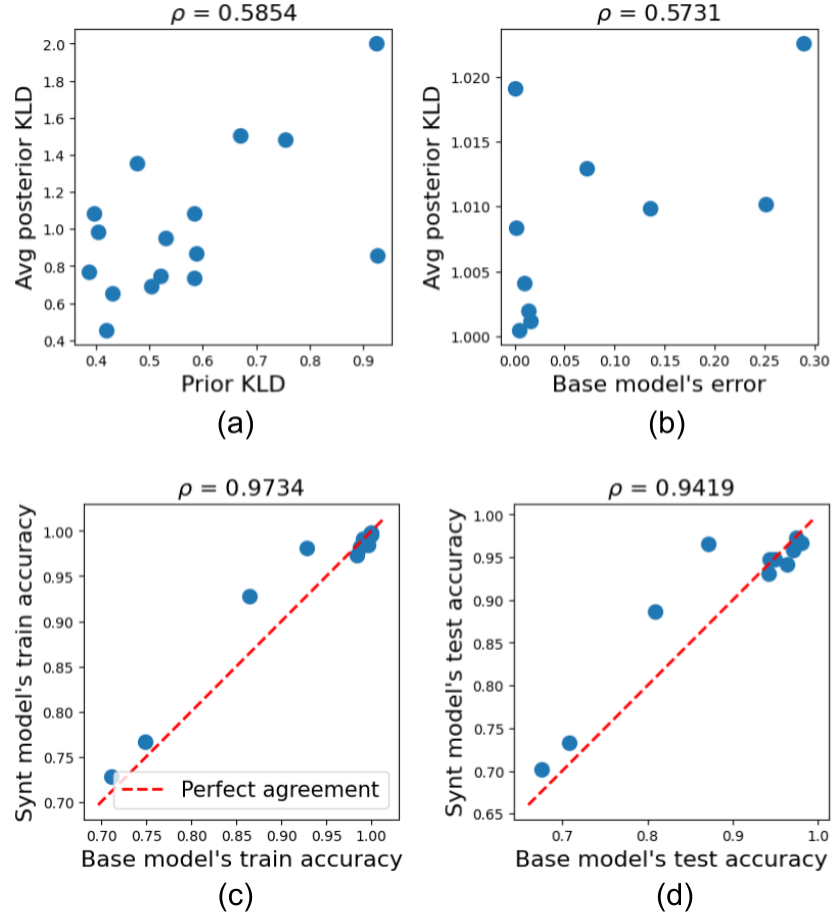 ρ = 0.5854
Avg posterior KLD
2.0
1.8
1.6
1.4
1.2
1.0
0.8
0.6
0.4
0.4 0.5 0.6 0.7 0.8 0.9
Prior KLD
(a)
ρ = 0.5731
Avg posterior KLD
1.020
1.015
1.010
1.005
1.000
0.00 0.05 0.10 0.15 0.20 0.25 0.30
Base model's error
(b)
ρ = 0.9734
Synt model's train accuracy
1.00
0.95
0.90
0.85
0.80
0.75
0.70
Perfect agreement
0.70 0.75 0.80 0.85 0.90 0.95 1.00
Base model's train accuracy
(c)
ρ = 0.9419
Synt model's test accuracy
1.00
0.95
0.90
0.85
0.80
0.75
0.70
0.65
0.7 0.8 0.9 1.0
Base model's test accuracy
(d)